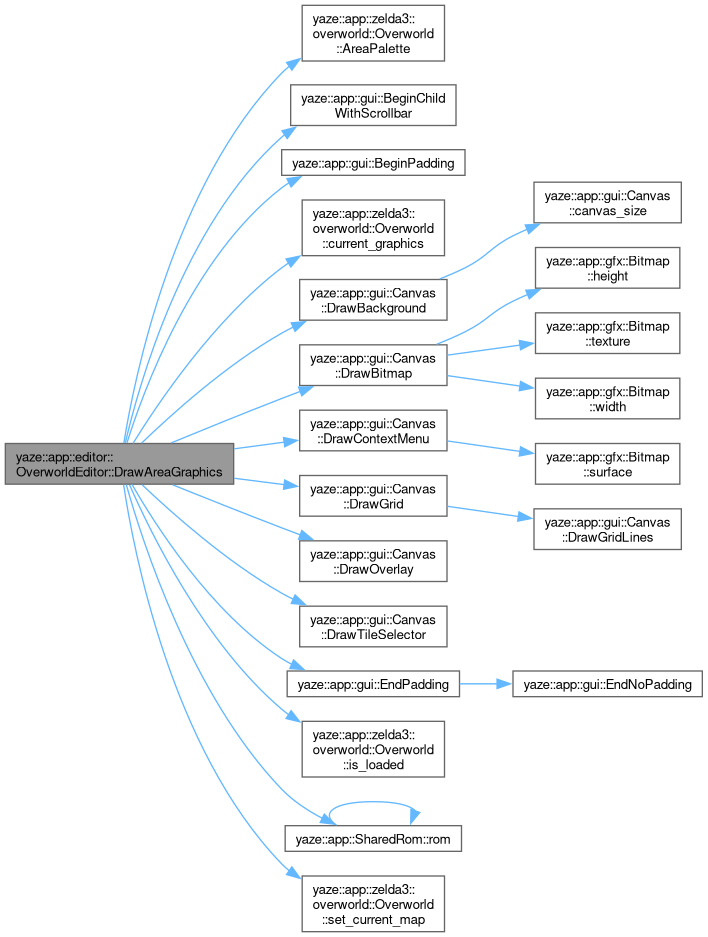 yaze::app::editor::
OverworldEditor::DrawAreaGraphics
yaze::app::zelda3::
overworld::Overworld
::AreaPalette
yaze::app::gui::BeginChild
WithScrollbar
yaze::app::gui::BeginPadding
yaze::app::zelda3::
overworld::Overworld
::current_graphics
yaze::app::gui::Canvas
::DrawBackground
yaze::app::gui::Canvas
::canvas_size
yaze::app::gui::Canvas
::DrawBitmap
yaze::app::gfx::Bitmap
::height
yaze::app::gfx::Bitmap
::texture
yaze::app::gfx::Bitmap
::width
yaze::app::gui::Canvas
::DrawContextMenu
yaze::app::gfx::Bitmap
::surface
yaze::app::gui::Canvas
::DrawGrid
yaze::app::gui::Canvas
::DrawGridLines
yaze::app::gui::Canvas
::DrawOverlay
yaze::app::gui::Canvas
::DrawTileSelector
yaze::app::gui::EndPadding
yaze::app::gui::EndNoPadding
yaze::app::zelda3::
overworld::Overworld
::is_loaded
yaze::app::SharedRom::rom
yaze::app::zelda3::
overworld::Overworld
::set_current_map